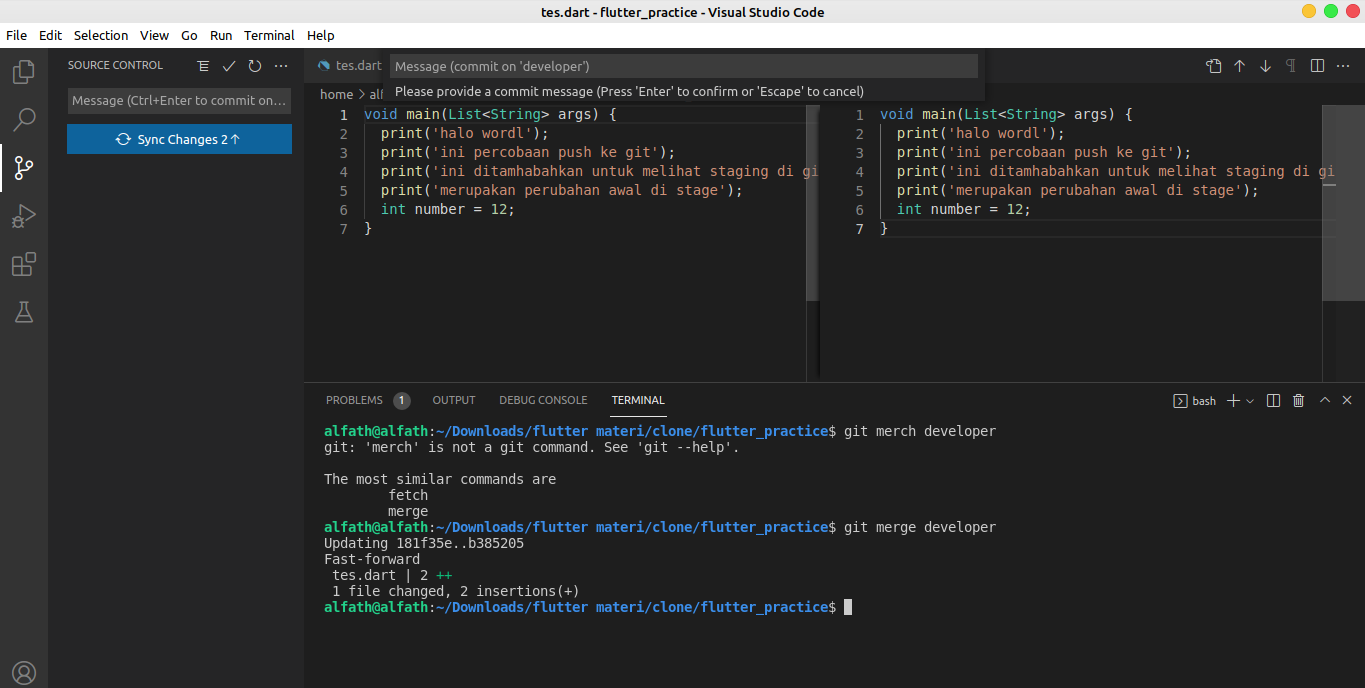 tes.dart - flutter_practice - Visual Studio Code
File Edit Selection View Go Run Terminal Help
SOURCE CONTROL
Message (Ctrl+Enter to commit on...
Sync Changes 2↑
tes.dart
Message (commit on 'developer')
Please provide a commit message (Press 'Enter' to confirm or 'Escape' to cancel)
home > alf
1 void main(List<String> args) {
2   print('halo wordl');
3   print('ini percobaan push ke git');
4   print('ini ditamhabahkan untuk melihat staging di gi
5   print('merupakan perubahan awal di stage');
6   int number = 12;
7 }
1 void main(List<String> args) {
2   print('halo wordl');
3   print('ini percobaan push ke git');
4   print('ini ditamhabahkan untuk melihat staging di gi
5   print('merupakan perubahan awal di stage');
6   int number = 12;
7 }
PROBLEMS 1 OUTPUT DEBUG CONSOLE TERMINAL
bash
alfath@alfath:~/Downloads/flutter materi/clone/flutter_practice$ git merch developer
git: 'merch' is not a git command. See 'git --help'.
The most similar commands are
fetch
merge
alfath@alfath:~/Downloads/flutter materi/clone/flutter_practice$ git merge developer
Updating 181f35e..b385205
Fast-forward
tes.dart | 2 ++
1 file changed, 2 insertions(+)
alfath@alfath:~/Downloads/flutter materi/clone/flutter_practice$